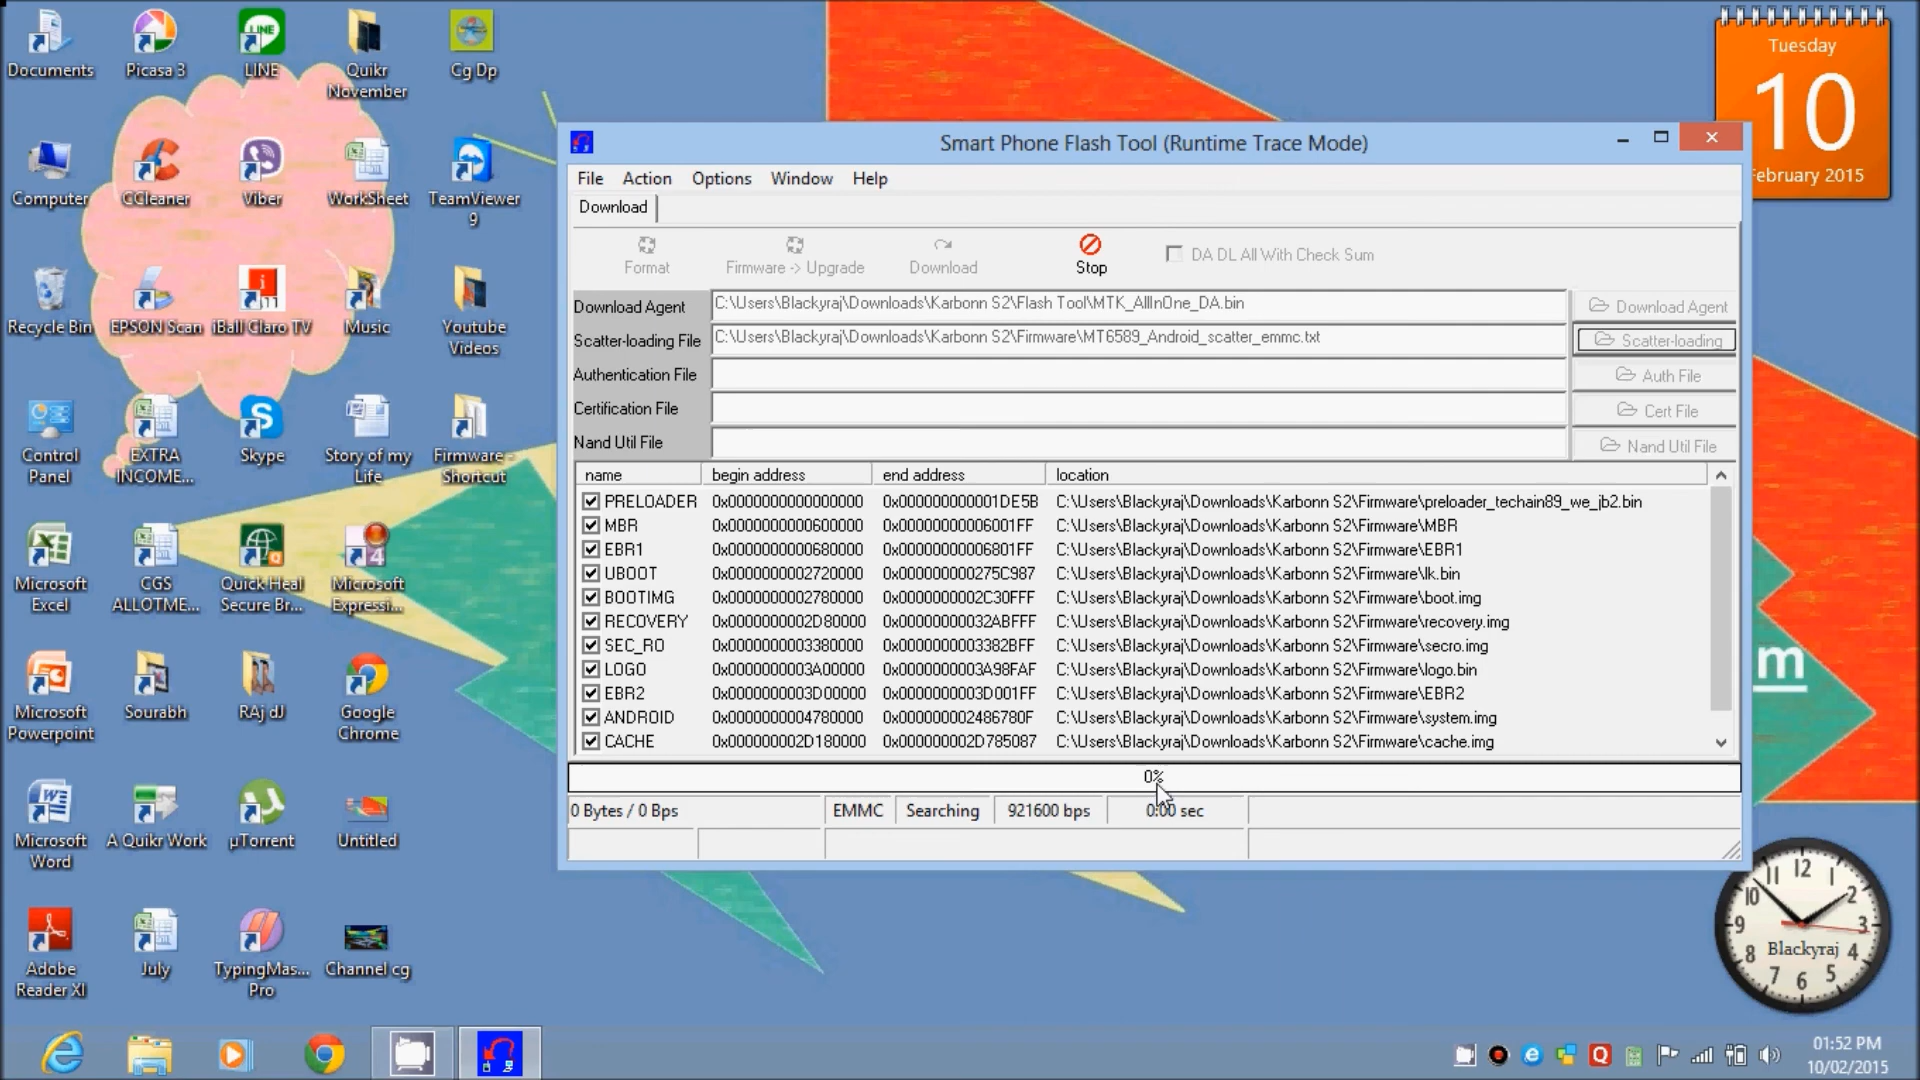 Documents
Picasa 3
LINE
Quikr November
Cg Dp
Computer
CCleaner
Viber
WorkSheet
TeamViewer 9
Recycle Bin
EPSON Scan
iBall Claro TV
Music
Youtube Videos
Control Panel
EXTRA INCOME...
Skype
Story of my Life
Firmware - Shortcut
Microsoft Excel
CGS ALLOTME...
Quick Heal Secure Br...
Microsoft Expressi...
Microsoft Powerpoint
Sourabh
RAj dJ
Google Chrome
Microsoft Word
A Quikr Work
µTorrent
Untitled
Adobe Reader XI
July
TypingMas... Pro
Channel cg
Smart Phone Flash Tool (Runtime Trace Mode)
File Action Options Window Help
Download
Format Firmware -> Upgrade Download Stop DA DL All With Check Sum
Download Agent C:\Users\Blackyraj\Downloads\Karbonn S2\Flash Tool\MTK_AllInOne_DA.bin Download Agent
Scatter-loading File C:\Users\Blackyraj\Downloads\Karbonn S2\Firmware\MT6589_Android_scatter_emmc.txt Scatter-loading
Authentication File Auth File
Certification File Cert File
Nand Util File Nand Util File
name begin address end address location
PRELOADER 0x0000000000000000 0x000000000001DE5B C:\Users\Blackyraj\Downloads\Karbonn S2\Firmware\preloader_techain89_we_jb2.bin
MBR 0x0000000000600000 0x00000000006001FF C:\Users\Blackyraj\Downloads\Karbonn S2\Firmware\MBR
EBR1 0x0000000000680000 0x00000000006801FF C:\Users\Blackyraj\Downloads\Karbonn S2\Firmware\EBR1
UBOOT 0x0000000002720000 0x000000000275C987 C:\Users\Blackyraj\Downloads\Karbonn S2\Firmware\lk.bin
BOOTIMG 0x0000000002780000 0x0000000002C30FFF C:\Users\Blackyraj\Downloads\Karbonn S2\Firmware\boot.img
RECOVERY 0x0000000002D80000 0x00000000032ABFFF C:\Users\Blackyraj\Downloads\Karbonn S2\Firmware\recovery.img
SEC_RO 0x0000000003380000 0x0000000003382BFF C:\Users\Blackyraj\Downloads\Karbonn S2\Firmware\secro.img
LOGO 0x0000000003A00000 0x0000000003A98FAF C:\Users\Blackyraj\Downloads\Karbonn S2\Firmware\logo.bin
EBR2 0x0000000003D00000 0x0000000003D001FF C:\Users\Blackyraj\Downloads\Karbonn S2\Firmware\EBR2
ANDROID 0x0000000004780000 0x000000002486780F C:\Users\Blackyraj\Downloads\Karbonn S2\Firmware\system.img
CACHE 0x000000002D180000 0x000000002D785087 C:\Users\Blackyraj\Downloads\Karbonn S2\Firmware\cache.img
0%
0 Bytes / 0 Bps EMMC Searching 921600 bps 0:00 sec
Tuesday
10
February 2015
m
12 1 2 3 4 5 6 7 8 9 10 11
Blackyraj
01:52 PM
10/02/2015